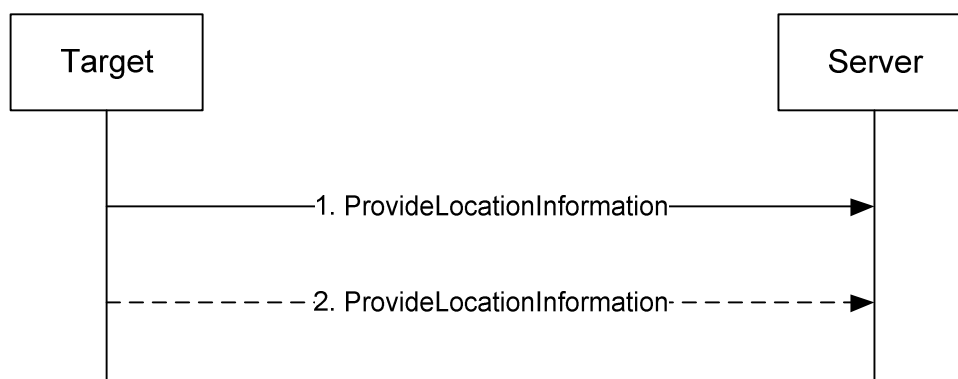 Target
Server
1. ProvideLocationInformation
2. ProvideLocationInformation